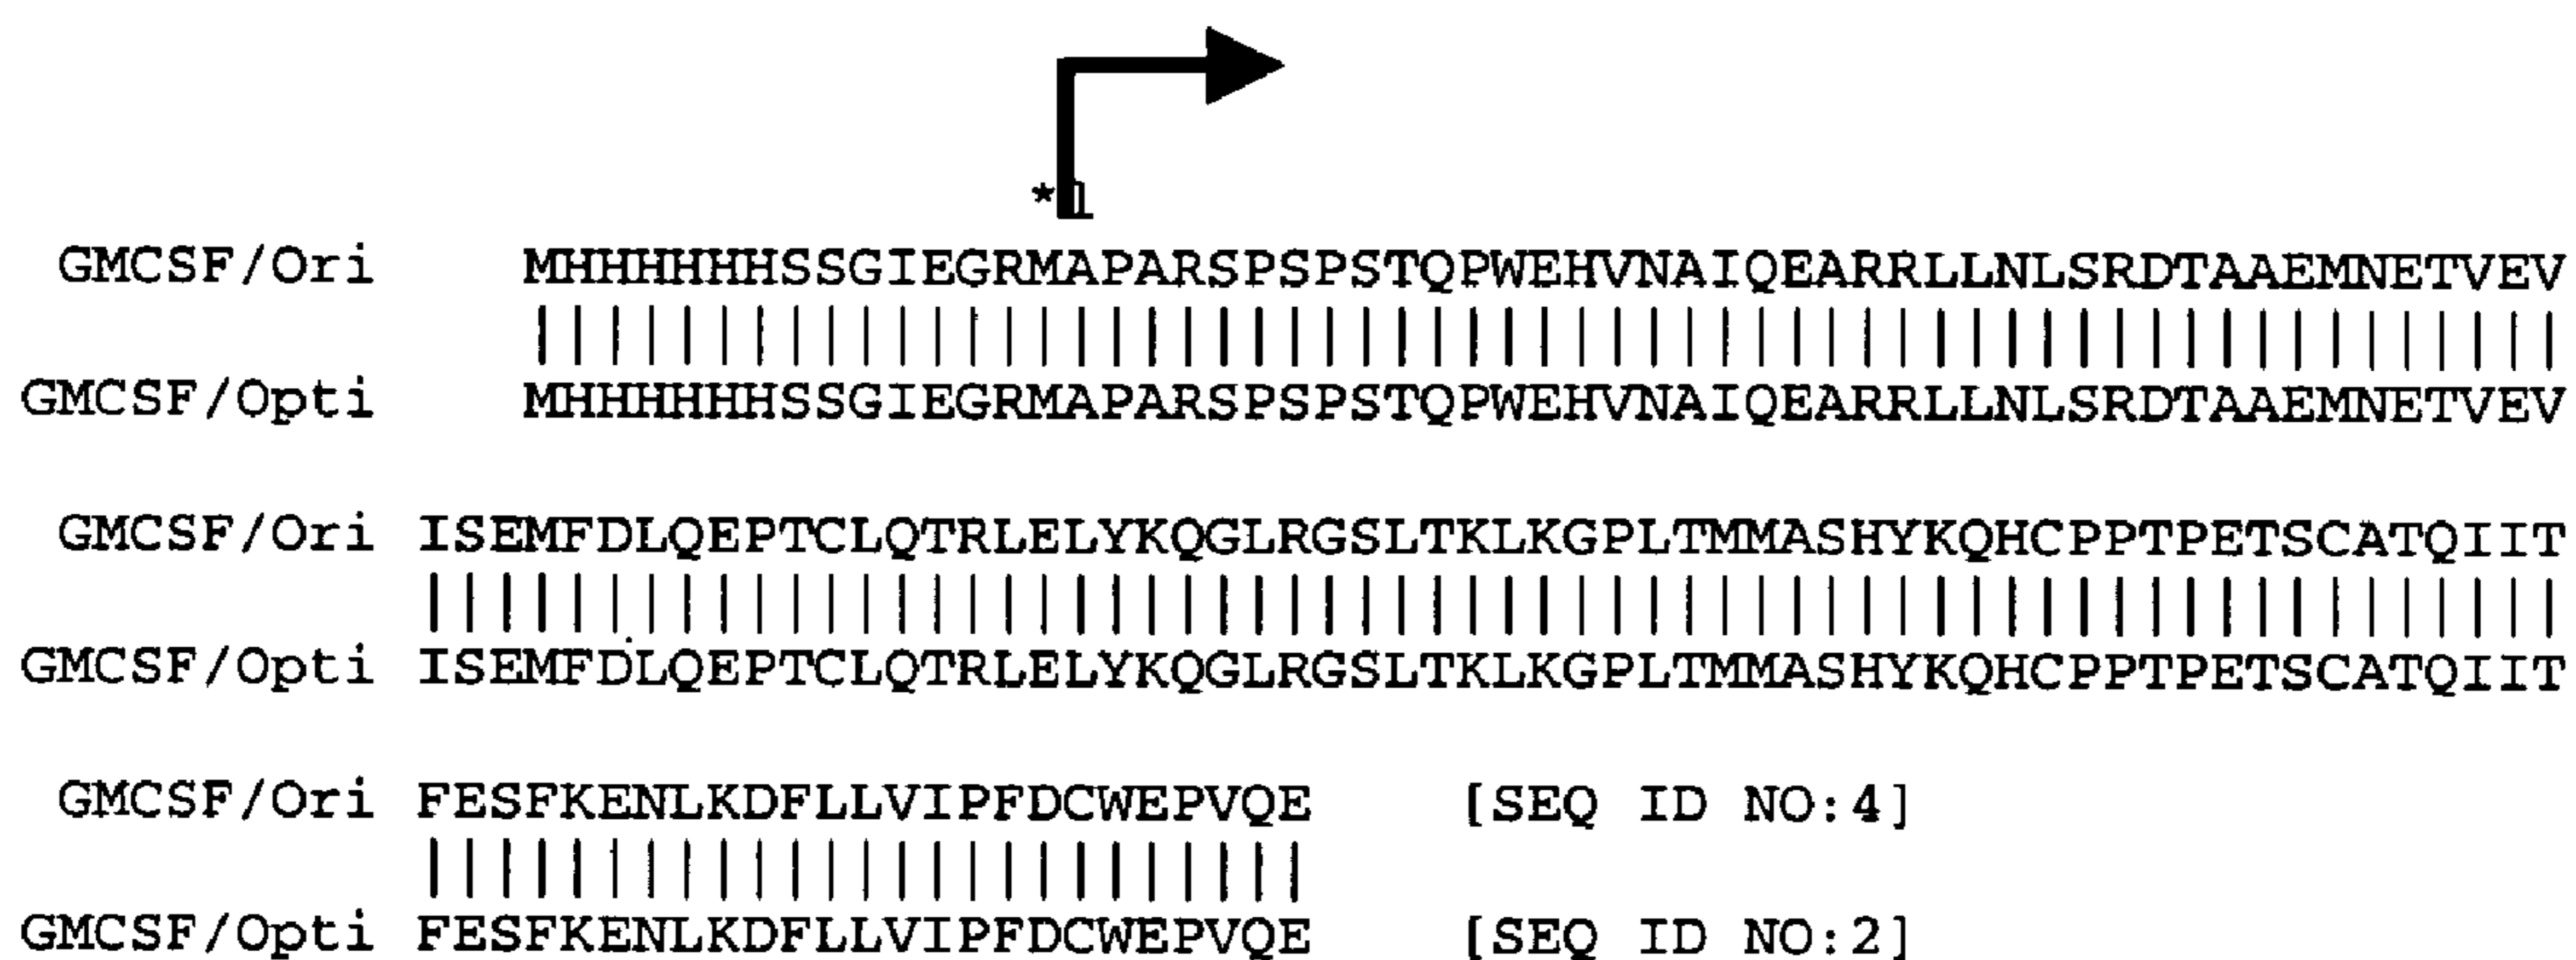 *1
GMCSF/Ori MHHHHHHSSGIEGRMAPARSPSPSTQPWEHVNAIQEARRLLNLSRDTAAEMNETVEV
GMCSF/Opti MHHHHHHSSGIEGRMAPARSPSPSTQPWEHVNAIQEARRLLNLSRDTAAEMNETVEV
GMCSF/Ori ISEMFDLQEPTCLQTRLELYKQGLRGSLTKLKGPLTMMASHYKQHCPPTPETSCATQIIT
GMCSF/Opti ISEMFDLQEPTCLQTRLELYKQGLRGSLTKLKGPLTMMASHYKQHCPPTPETSCATQIIT
GMCSF/Ori FESFKENLKDFLLVIPFDCWEPVQE [SEQ ID NO:4]
GMCSF/Opti FESFKENLKDFLLVIPFDCWEPVQE [SEQ ID NO:2]